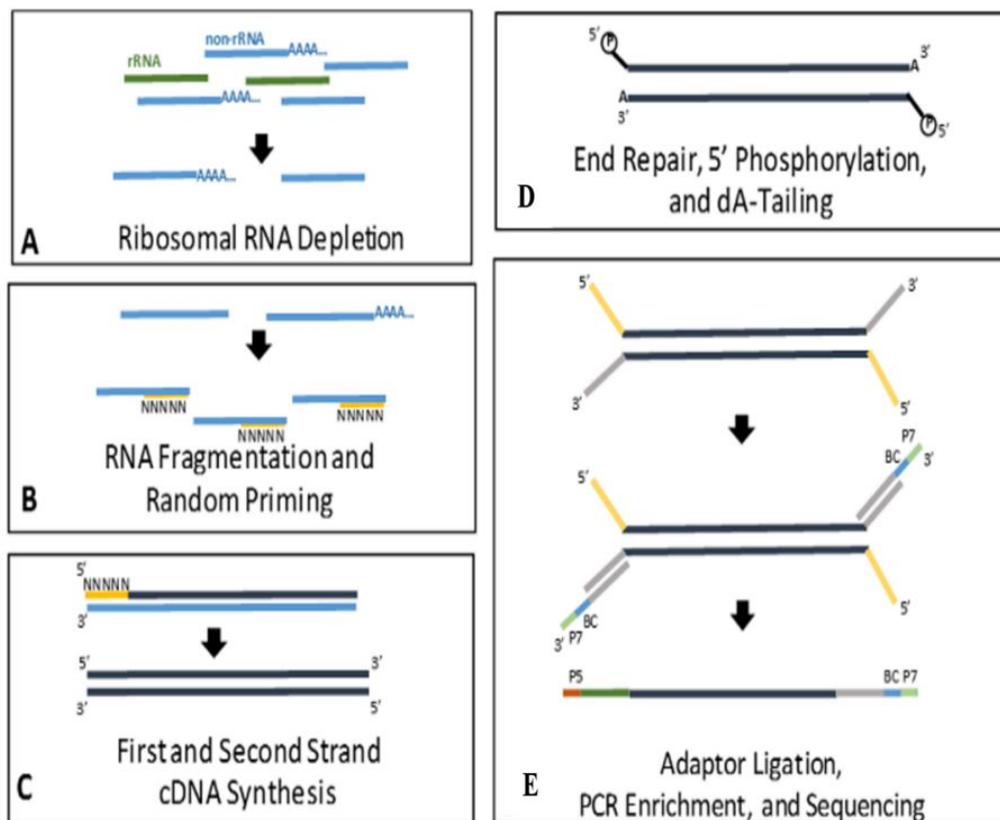 rRNA
non-rRNA
AAAA...
AAAA...
AAAA...
A
Ribosomal RNA Depletion
AAAA...
NNNNN
NNNNN
NNNNN
RNA Fragmentation and
Random Priming
B
5'
NNNNN
3'
5'
3'
3'
5'
First and Second Strand
cDNA Synthesis
C
5'
P
A
3'
A
3'
P
5'
End Repair, 5' Phosphorylation,
and dA-Tailing
D
5'
3'
3'
5'
P7
BC
3'
5'
5'
BC
3' P7
P5
BC P7
Adaptor Ligation,
PCR Enrichment, and Sequencing
E